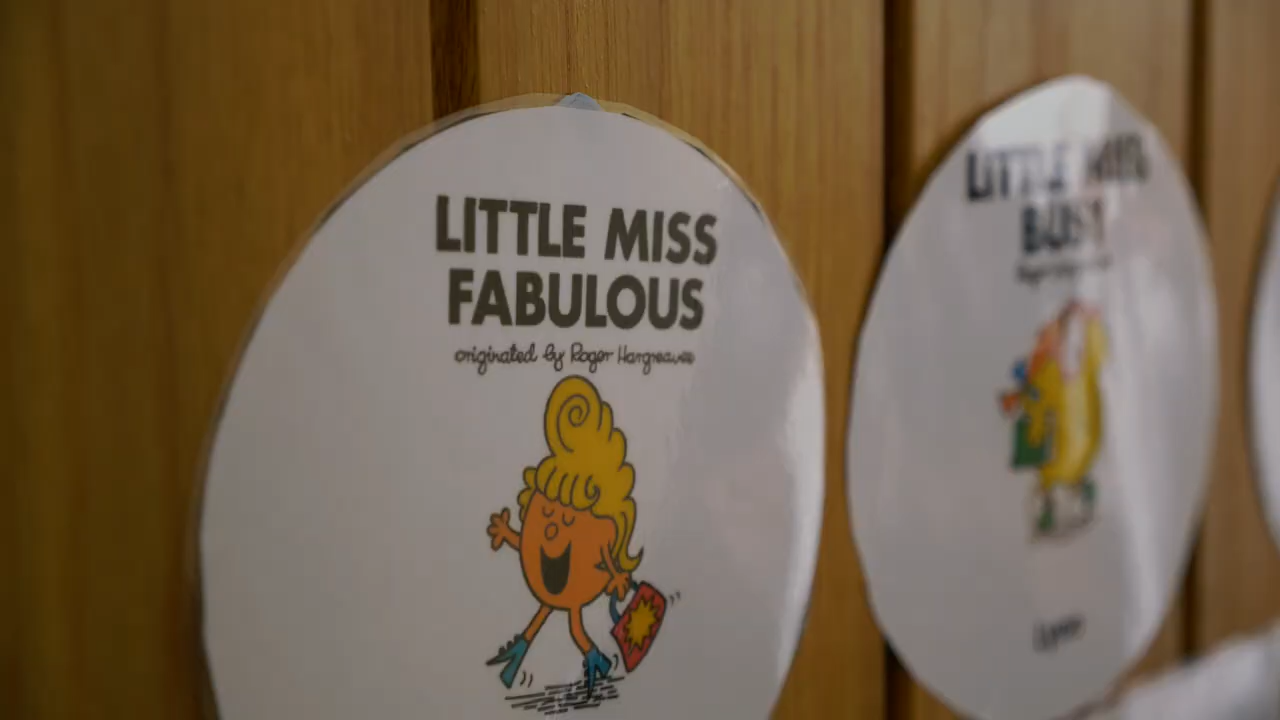 LITTLE MISS
FABULOUS
originated by Roger Hargreaves
LITTLE MISS
BUSY